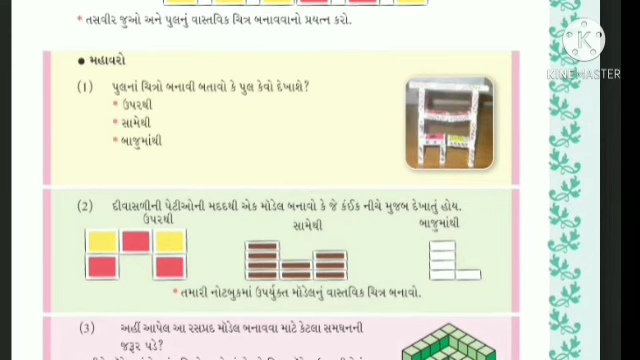 * તસવીર જુઓ અને પુલનું વાસ્તવિક ચિત્ર બનાવવાનો પ્રયત્ન કરો.
KINEMASTER
● મહાવરો
(1) પુલનાં ચિત્રો બનાવી બતાવો કે પુલ કેવો દેખાશે?
* ઉપરથી
* સામેથી
* બાજુમાંથી
(2) દીવાસળીની પેટીઓની મદદથી એક મૉડેલ બનાવો કે જે કંઈક નીચે મુજબ દેખાતું હોય.
ઉપરથી સામેથી બાજુમાંથી
* તમારી નોટબુકમાં ઉપર્યુક્ત મૉડેલનું વાસ્તવિક ચિત્ર બનાવો.
(3) અહીં આપેલ આ રસપ્રદ મૉડેલ બનાવવા માટે કેટલા સમઘનની
જરૂર પડે?